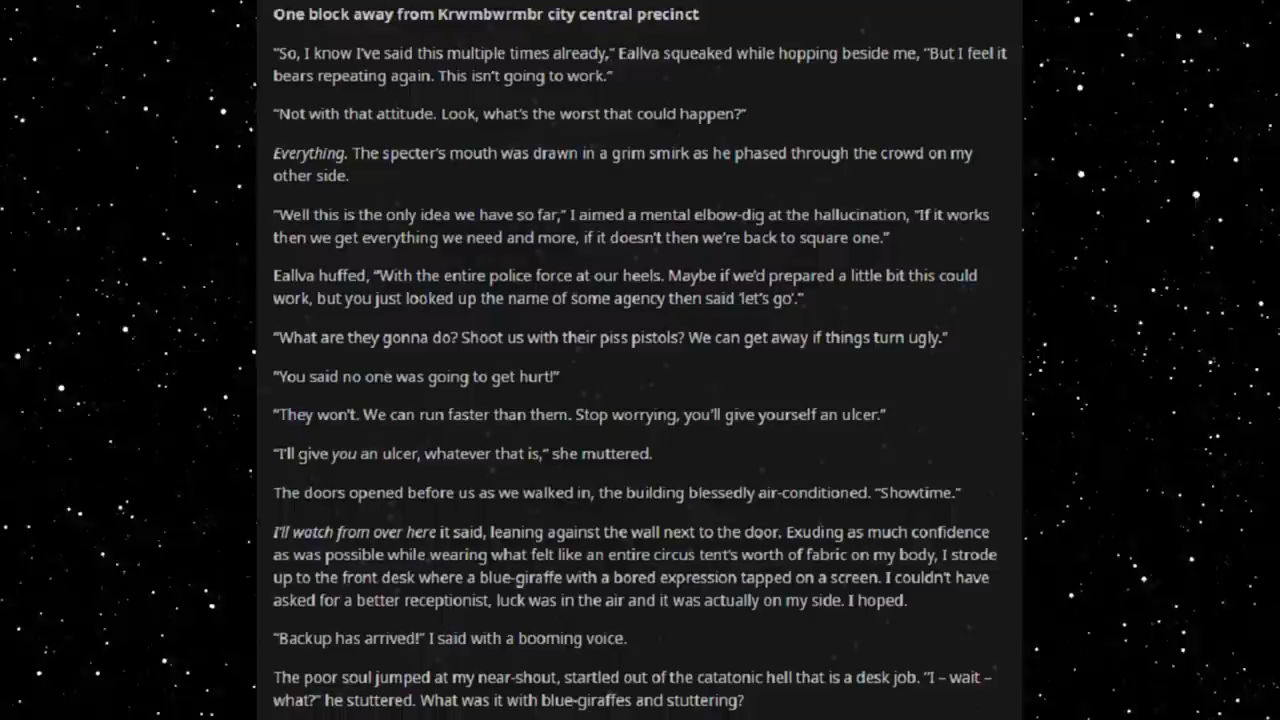 One block away from Krwmbwrmbr city central precinct
“So, I know I’ve said this multiple times already,” Eallva squeaked while hopping beside me, “But I feel it
bears repeating again. This isn’t going to work.”
“Not with that attitude. Look, what’s the worst that could happen?”
Everything. The specter’s mouth was drawn in a grim smirk as he phased through the crowd on my
other side.
“Well this is the only idea we have so far,” I aimed a mental elbow-dig at the hallucination, “If it works
then we get everything we need and more, if it doesn’t then we’re back to square one.”
Eallva huffed, “With the entire police force at our heels. Maybe if we’d prepared a little bit this could
work, but you just looked up the name of some agency then said ‘let’s go’.”
“What are they gonna do? Shoot us with their piss pistols? We can get away if things turn ugly.”
“You said no one was going to get hurt!”
“They won’t. We can run faster than them. Stop worrying, you’ll give yourself an ulcer.”
“I’ll give you an ulcer, whatever that is,” she muttered.
The doors opened before us as we walked in, the building blessedly air-conditioned. “Showtime.”
I’ll watch from over here it said, leaning against the wall next to the door. Exuding as much confidence
as was possible while wearing what felt like an entire circus tent’s worth of fabric on my body, I strode
up to the front desk where a blue-giraffe with a bored expression tapped on a screen. I couldn’t have
asked for a better receptionist, luck was in the air and it was actually on my side. I hoped.
“Backup has arrived!” I said with a booming voice.
The poor soul jumped at my near-shout, startled out of the catatonic hell that is a desk job. “I – wait –
what?” he stuttered. What was it with blue-giraffes and stuttering?